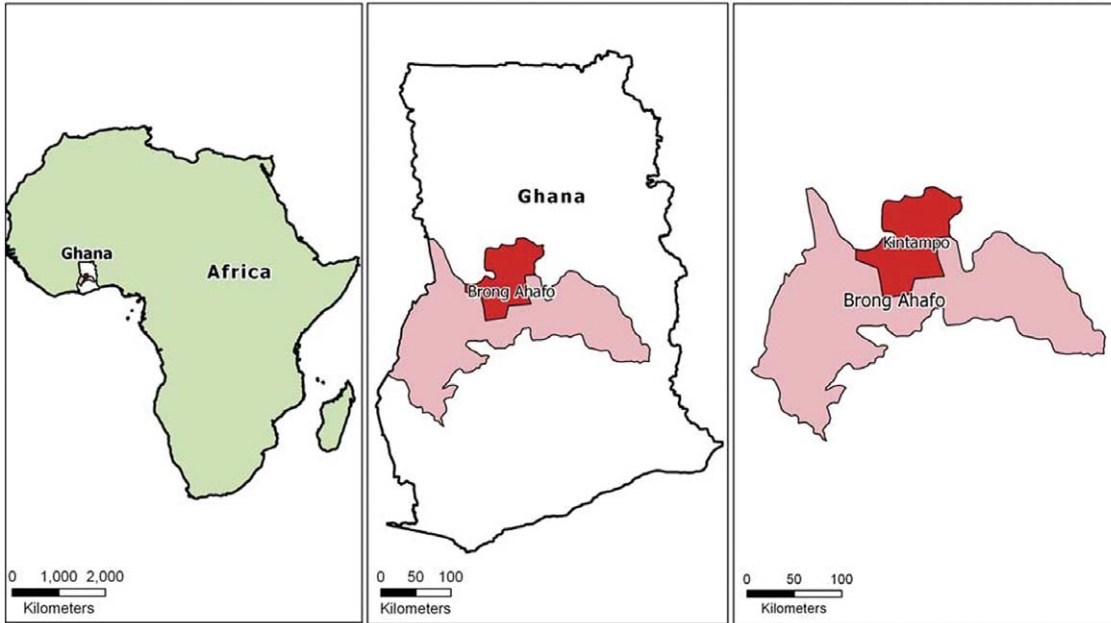 Ghana
Africa
0 1,000 2,000
Kilometers
Ghana
Brong Ahafo
0 50 100
Kilometers
Kintampo
Brong Ahafo
0 50 100
Kilometers